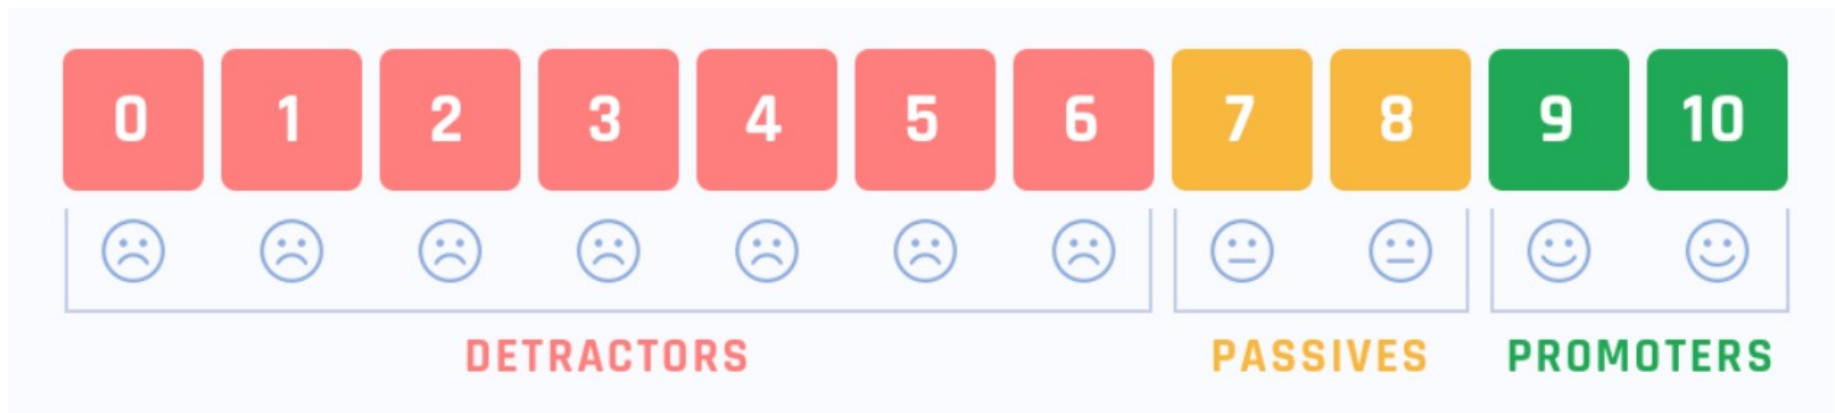 0 1 2 3 4 5 6 7 8 9 10
DETRACTORS PASSIVES PROMOTERS